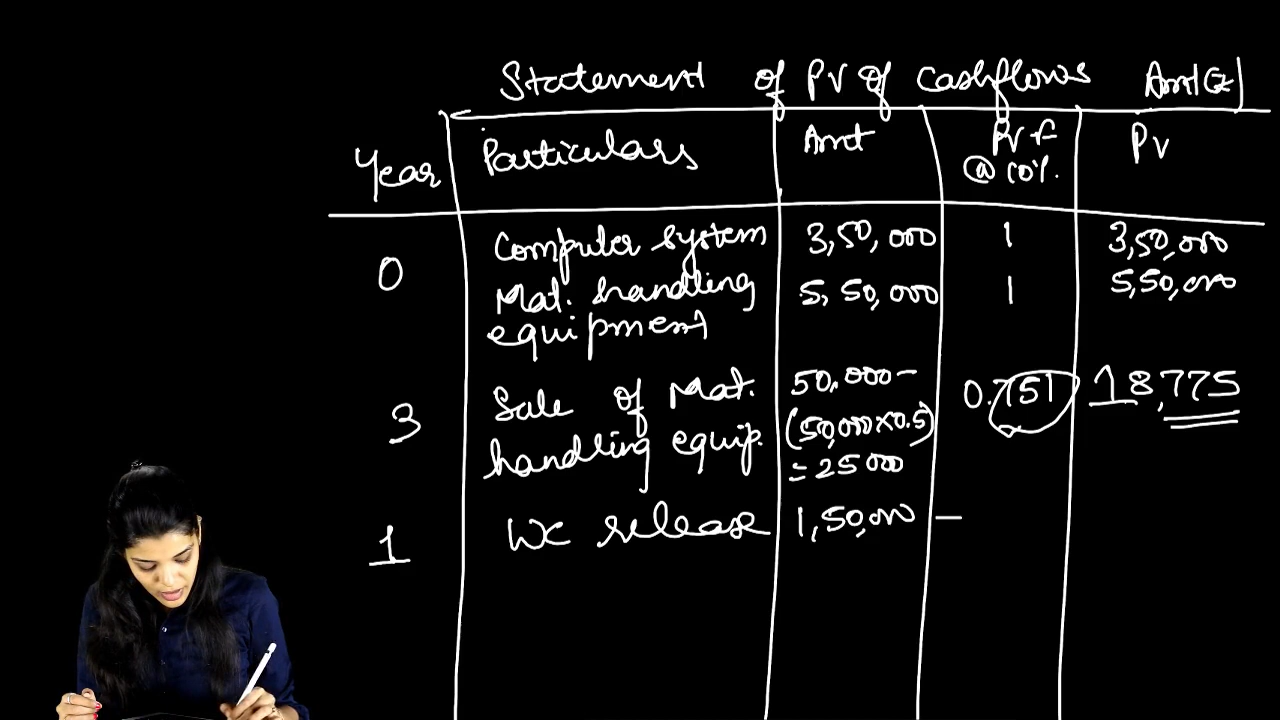 Statement of PV of Cashflows Amt(₹)
Year Particulars Amt PVF @ 10%. PV
0 Computer system 3,50,000 1 3,50,000
Mat. handling equipment 5,50,000 1 5,50,000
3 Sale of Mat. handling equip. 50,000 - (50,000×0.5) = 25000 0.751 18,775
1 WC release 1,50,000 —